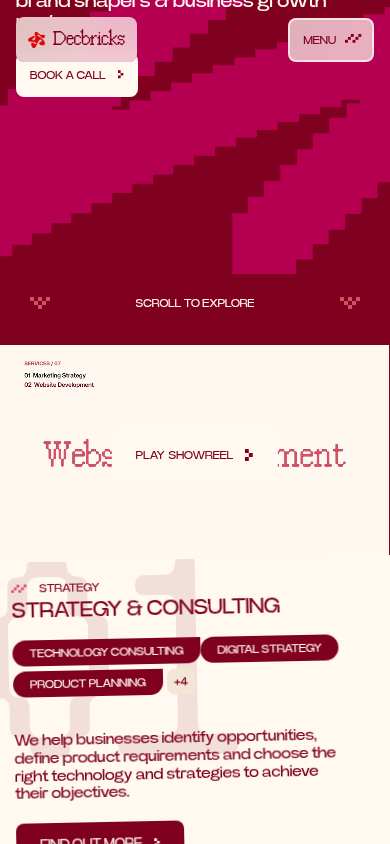 brand shapers & business growth
Decbricks
MENU
BOOK A CALL
SCROLL TO EXPLORE
SERVICES / 07
01. Marketing Strategy
02. Website Development
Webs
PLAY SHOWREEL
ment
01
STRATEGY
STRATEGY & CONSULTING
TECHNOLOGY CONSULTING
DIGITAL STRATEGY
PRODUCT PLANNING
+4
We help businesses identify opportunities,
define product requirements and choose the
right technology and strategies to achieve
their objectives.
FIND OUT MORE